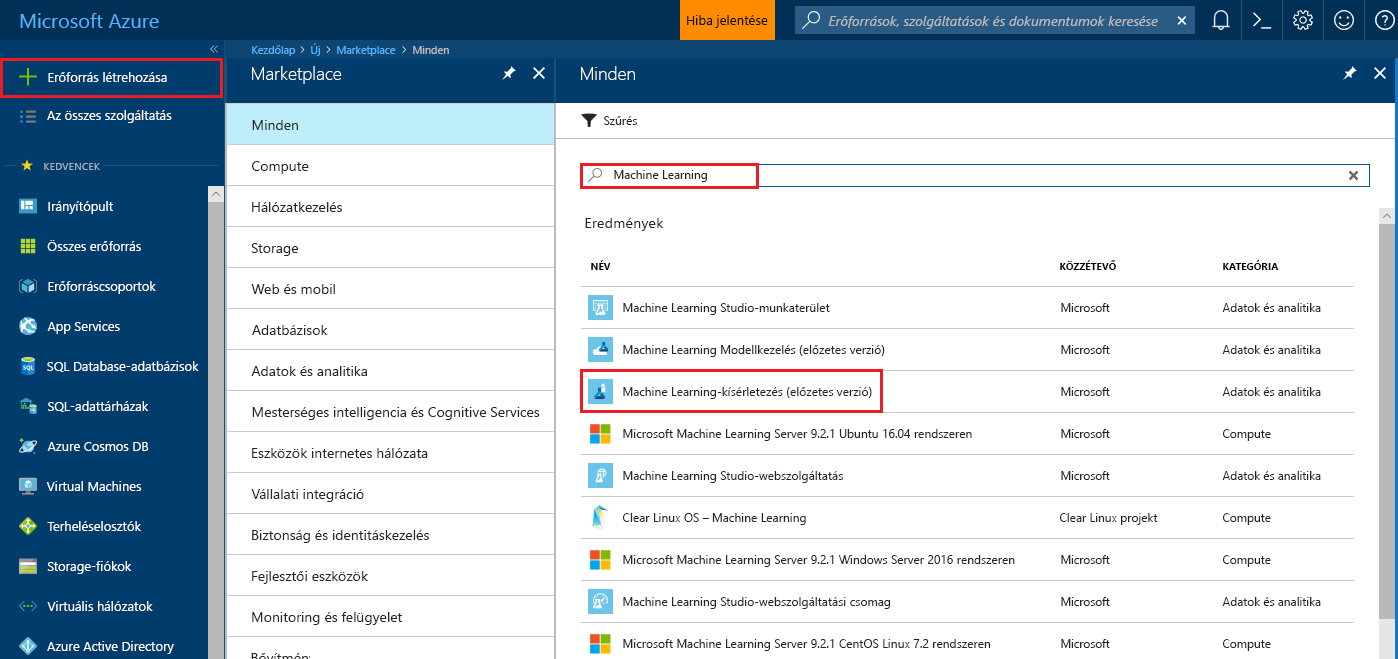 Microsoft Azure
Hiba jelentése
Erőforrások, szolgáltatások és dokumentumok keresése
Kezdőlap > Új > Marketplace > Minden
Erőforrás létrehozása
Az összes szolgáltatás
KEDVENCEK
Irányítópult
Összes erőforrás
Erőforráscsoportok
App Services
SQL Database-adatbázisok
SQL-adattárházak
Azure Cosmos DB
Virtual Machines
Terheléselosztók
Storage-fiókok
Virtuális hálózatok
Azure Active Directory
Marketplace
Minden
Compute
Hálózatkezelés
Storage
Web és mobil
Adatbázisok
Adatok és analitika
Mesterséges intelligencia és Cognitive Services
Eszközök internetes hálózata
Vállalati integráció
Biztonság és identitáskezelés
Fejlesztői eszközök
Monitoring és felügyelet
Minden
Szűrés
Machine Learning
Eredmények
NÉV KÖZZÉTEVŐ KATEGÓRIA
Machine Learning Studio-munkaterület Microsoft Adatok és analitika
Machine Learning Modellkezelés (előzetes verzió) Microsoft Adatok és analitika
Machine Learning-kísérletezés (előzetes verzió) Microsoft Adatok és analitika
Microsoft Machine Learning Server 9.2.1 Ubuntu 16.04 rendszeren Microsoft Compute
Machine Learning Studio-webszolgáltatás Microsoft Adatok és analitika
Clear Linux OS – Machine Learning Clear Linux projekt Compute
Microsoft Machine Learning Server 9.2.1 Windows Server 2016 rendszeren Microsoft Compute
Machine Learning Studio-webszolgáltatási csomag Microsoft Adatok és analitika
Microsoft Machine Learning Server 9.2.1 CentOS Linux 7.2 rendszeren Microsoft Compute